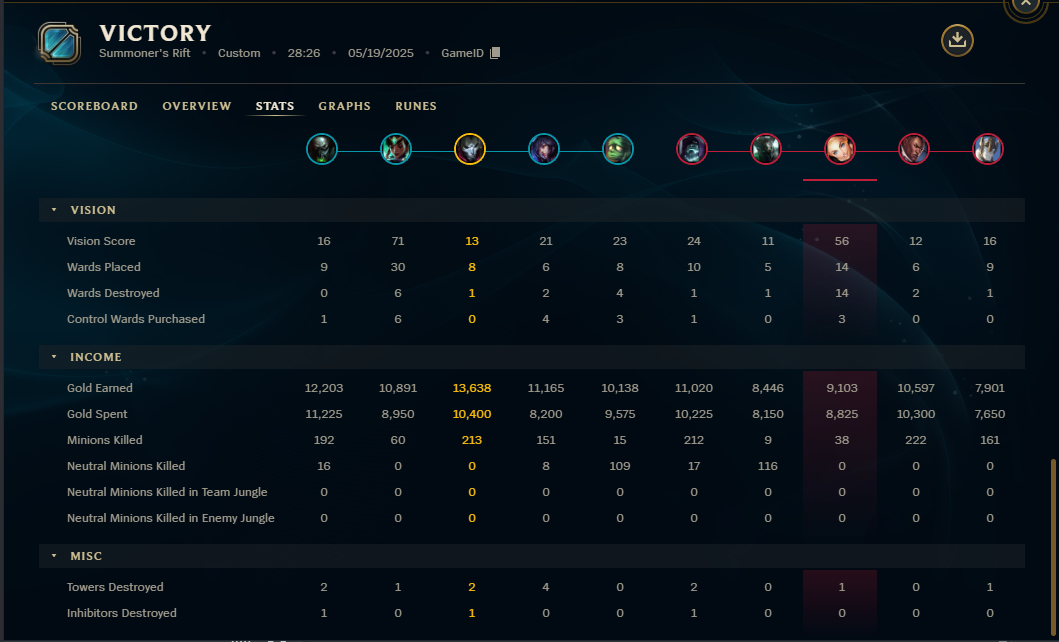 VICTORY
Summoner's Rift • Custom • 28:26 • 05/19/2025 • GameID
SCOREBOARD OVERVIEW STATS GRAPHS RUNES
VISION
Vision Score 16 71 13 21 23 24 11 56 12 16
Wards Placed 9 30 8 6 8 10 5 14 6 9
Wards Destroyed 0 6 1 2 4 1 1 14 2 1
Control Wards Purchased 1 6 0 4 3 1 0 3 0 0
INCOME
Gold Earned 12,203 10,891 13,638 11,165 10,138 11,020 8,446 9,103 10,597 7,901
Gold Spent 11,225 8,950 10,400 8,200 9,575 10,225 8,150 8,825 10,300 7,650
Minions Killed 192 60 213 151 15 212 9 38 222 161
Neutral Minions Killed 16 0 0 8 109 17 116 0 0 0
Neutral Minions Killed in Team Jungle 0 0 0 0 0 0 0 0 0 0
Neutral Minions Killed in Enemy Jungle 0 0 0 0 0 0 0 0 0 0
MISC
Towers Destroyed 2 1 2 4 0 2 0 1 0 1
Inhibitors Destroyed 1 0 1 0 0 1 0 0 0 0